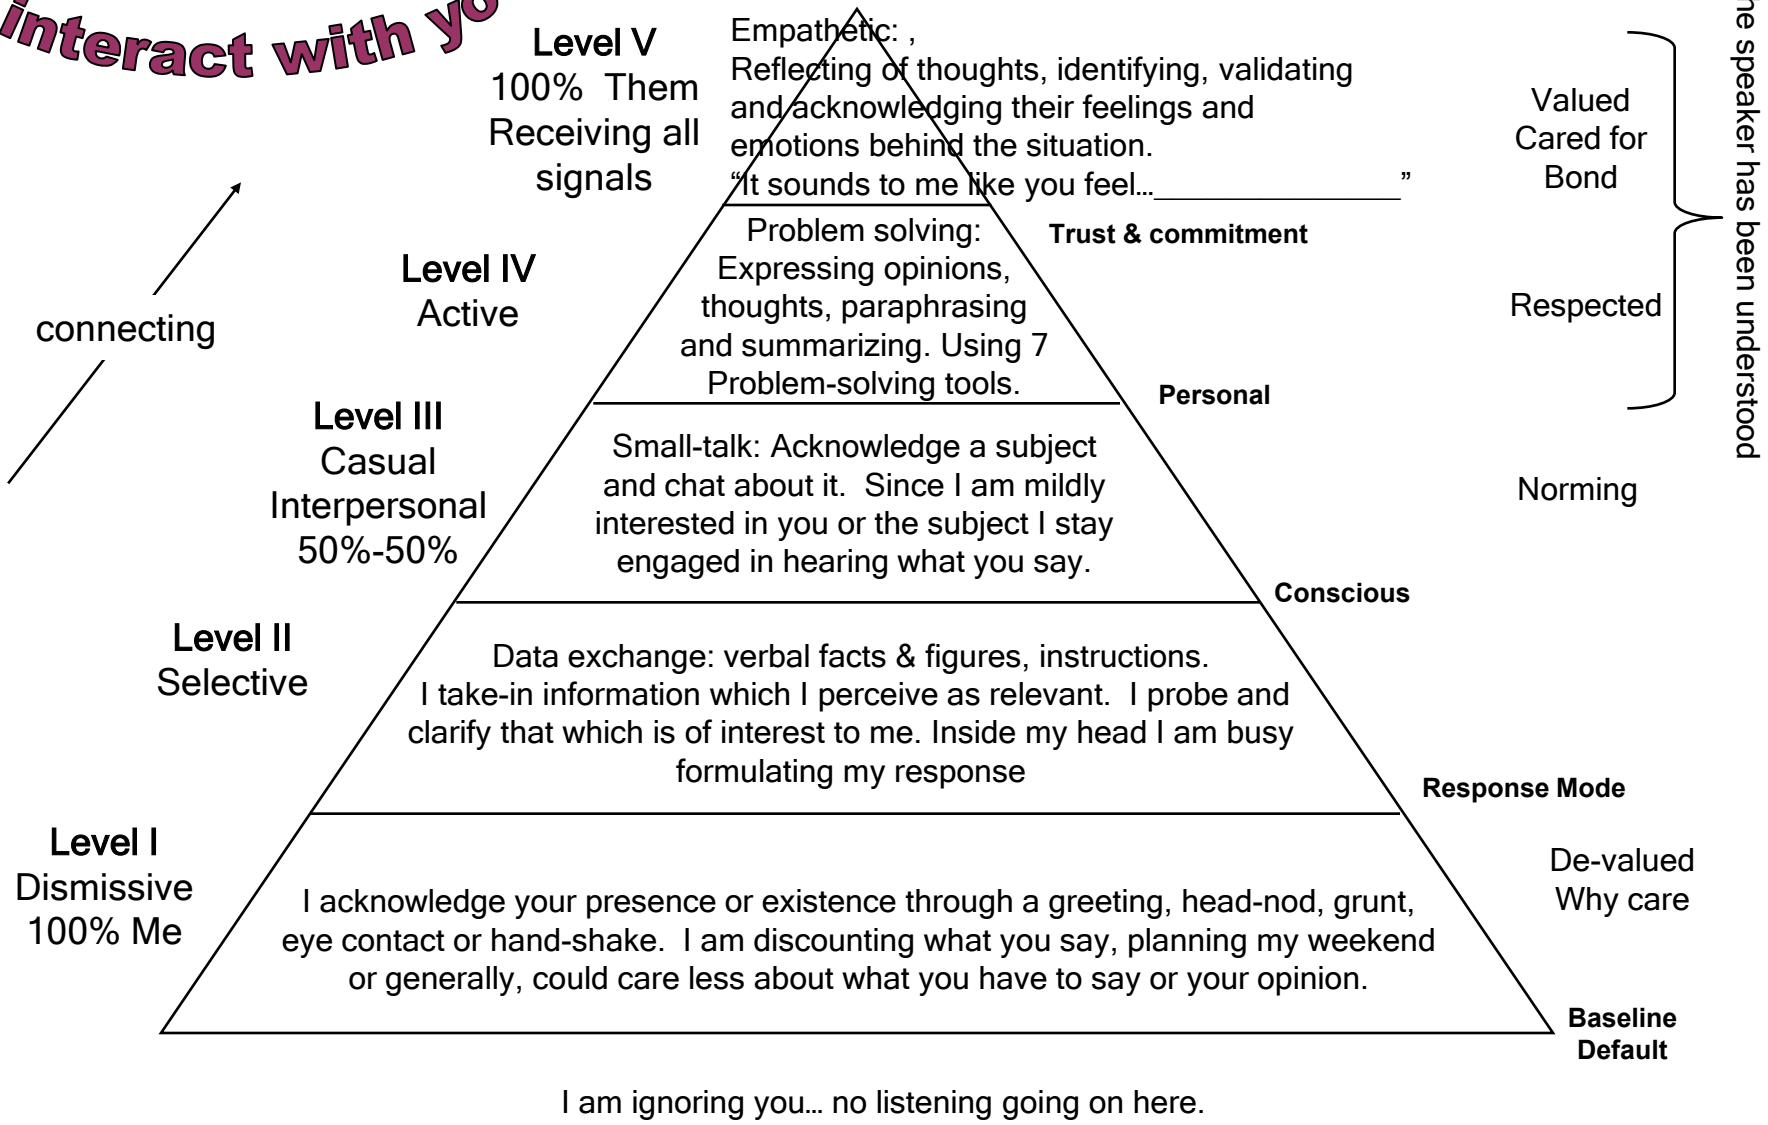 interact with yo
Level V
100% Them
Receiving all
signals
Empathetic: ,
Reflecting of thoughts, identifying, validating
and acknowledging their feelings and
emotions behind the situation.
“It sounds to me like you feel…______________”
Valued
Cared for
Bond
he speaker has been understood
Level IV
Active
Problem solving:
Expressing opinions,
thoughts, paraphrasing
and summarizing. Using 7
Problem-solving tools.
Trust & commitment
Respected
connecting
Level III
Casual
Interpersonal
50%-50%
Small-talk: Acknowledge a subject
and chat about it. Since I am mildly
interested in you or the subject I stay
engaged in hearing what you say.
Personal
Norming
Level II
Selective
Data exchange: verbal facts & figures, instructions.
I take-in information which I perceive as relevant. I probe and
clarify that which is of interest to me. Inside my head I am busy
formulating my response
Conscious
Level I
Dismissive
100% Me
I acknowledge your presence or existence through a greeting, head-nod, grunt,
eye contact or hand-shake. I am discounting what you say, planning my weekend
or generally, could care less about what you have to say or your opinion.
Response Mode
De-valued
Why care
Baseline
Default
I am ignoring you… no listening going on here.